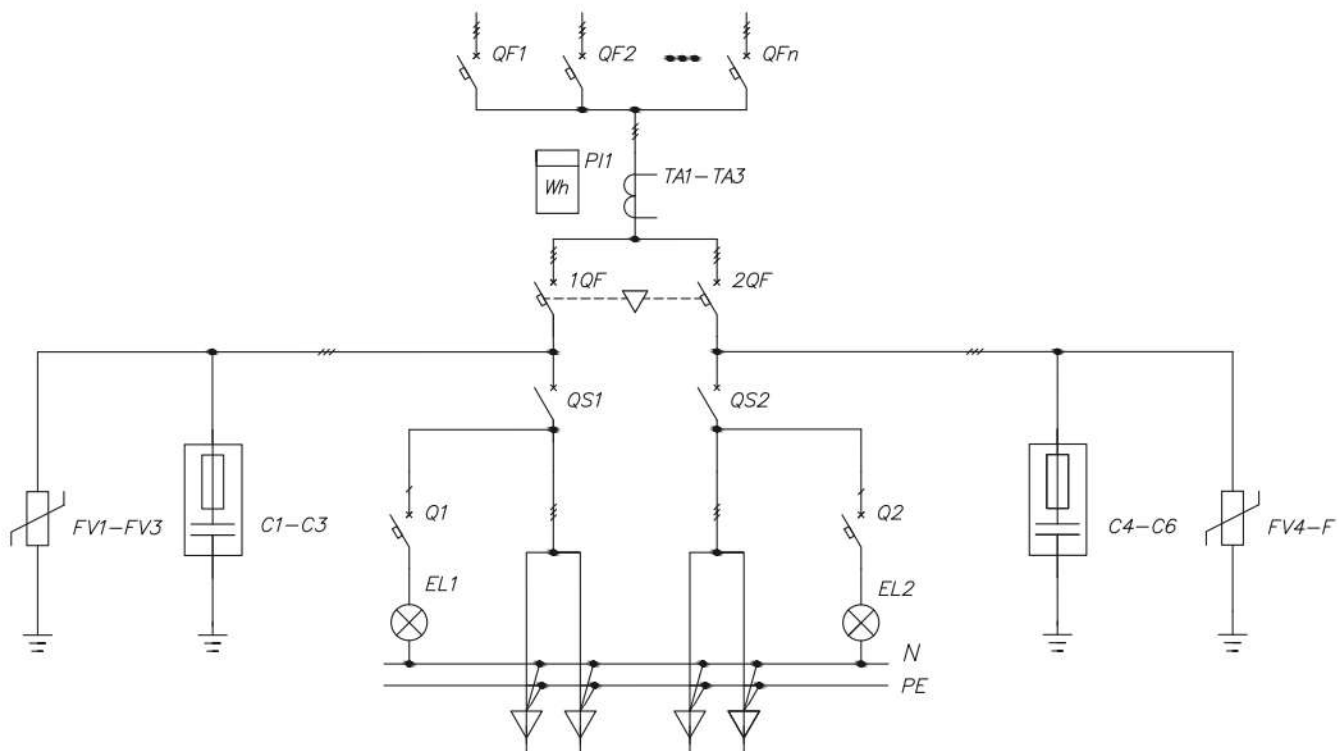 QF1
QF2
QFn
PI1
Wh
TA1-TA3
1QF
2QF
QS1
QS2
Q1
Q2
FV1-FV3
C1-C3
C4-C6
FV4-F
EL1
EL2
N
PE